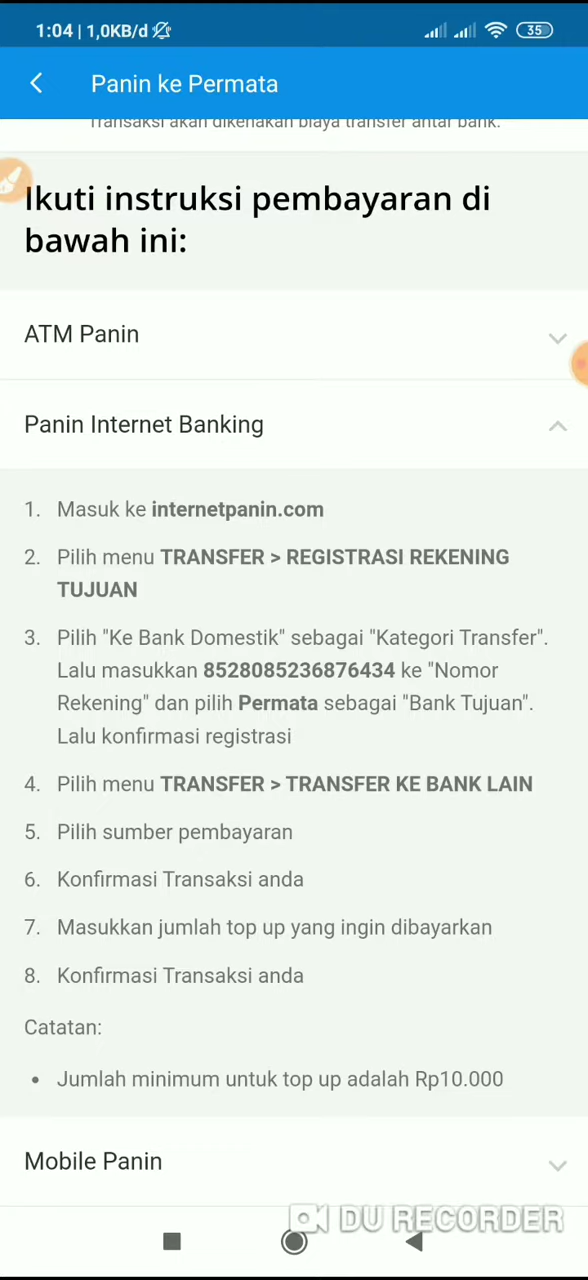 1:04 | 1,0KB/d
35
Panin ke Permata
Transaksi akan dikenakan biaya transfer antar bank.
Ikuti instruksi pembayaran di
bawah ini:
ATM Panin
Panin Internet Banking
1. Masuk ke internetpanin.com
2. Pilih menu TRANSFER > REGISTRASI REKENING
TUJUAN
3. Pilih "Ke Bank Domestik" sebagai "Kategori Transfer".
Lalu masukkan 8528085236876434 ke "Nomor
Rekening" dan pilih Permata sebagai "Bank Tujuan".
Lalu konfirmasi registrasi
4. Pilih menu TRANSFER > TRANSFER KE BANK LAIN
5. Pilih sumber pembayaran
6. Konfirmasi Transaksi anda
7. Masukkan jumlah top up yang ingin dibayarkan
8. Konfirmasi Transaksi anda
Catatan:
• Jumlah minimum untuk top up adalah Rp10.000
Mobile Panin
DU RECORDER